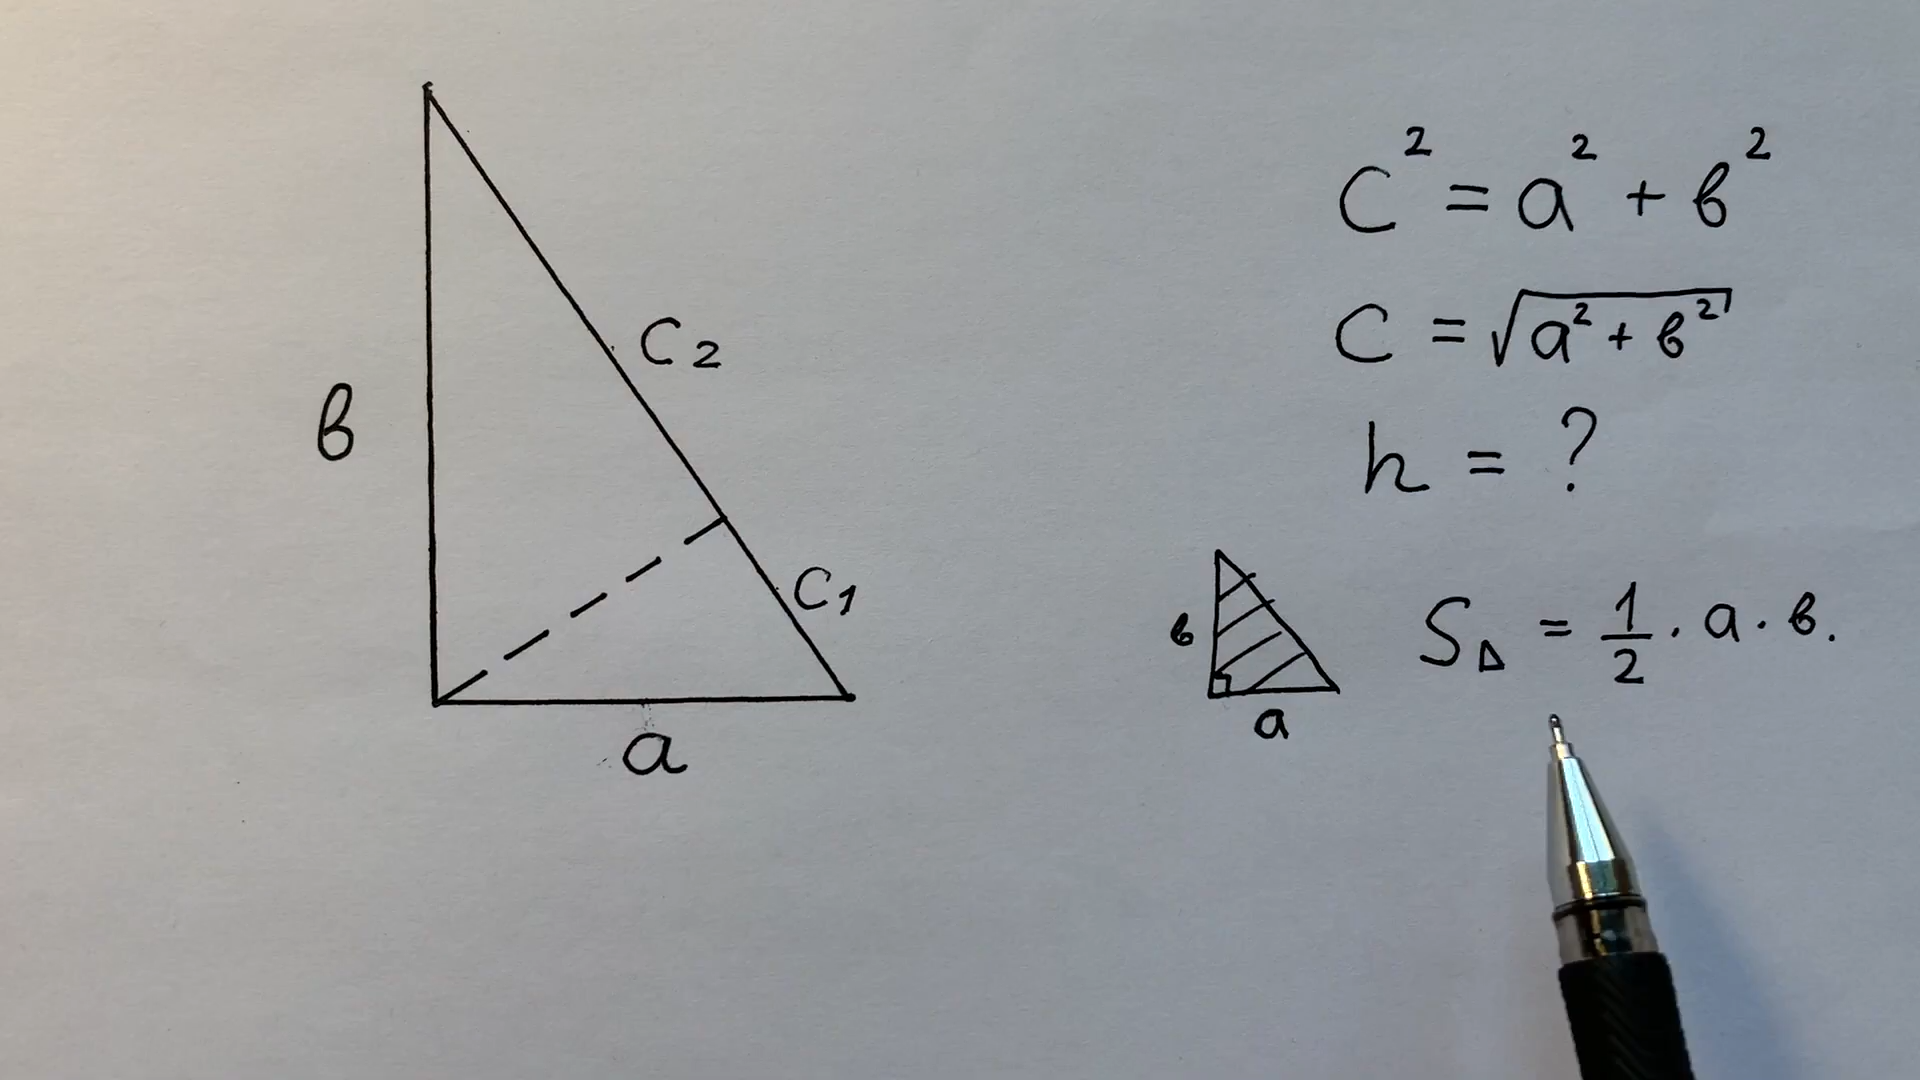 c² = a² + в²
c = √a² + в²
h = ?
S△ = 1/2 · a · в.
в
c₂
c₁
a
в
a